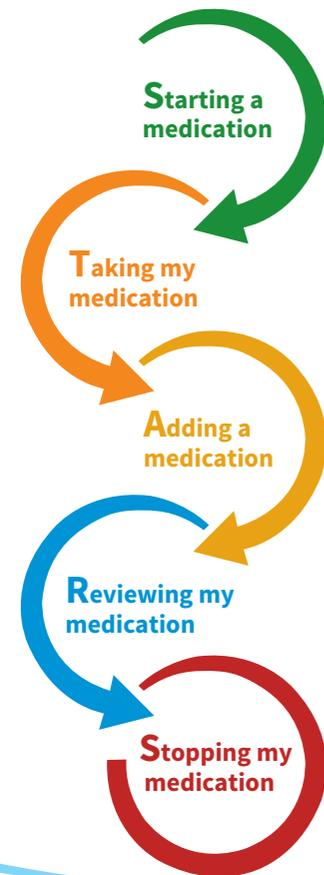 Starting a
medication
Taking my
medication
Adding a
medication
Reviewing my
medication
Stopping my
medication